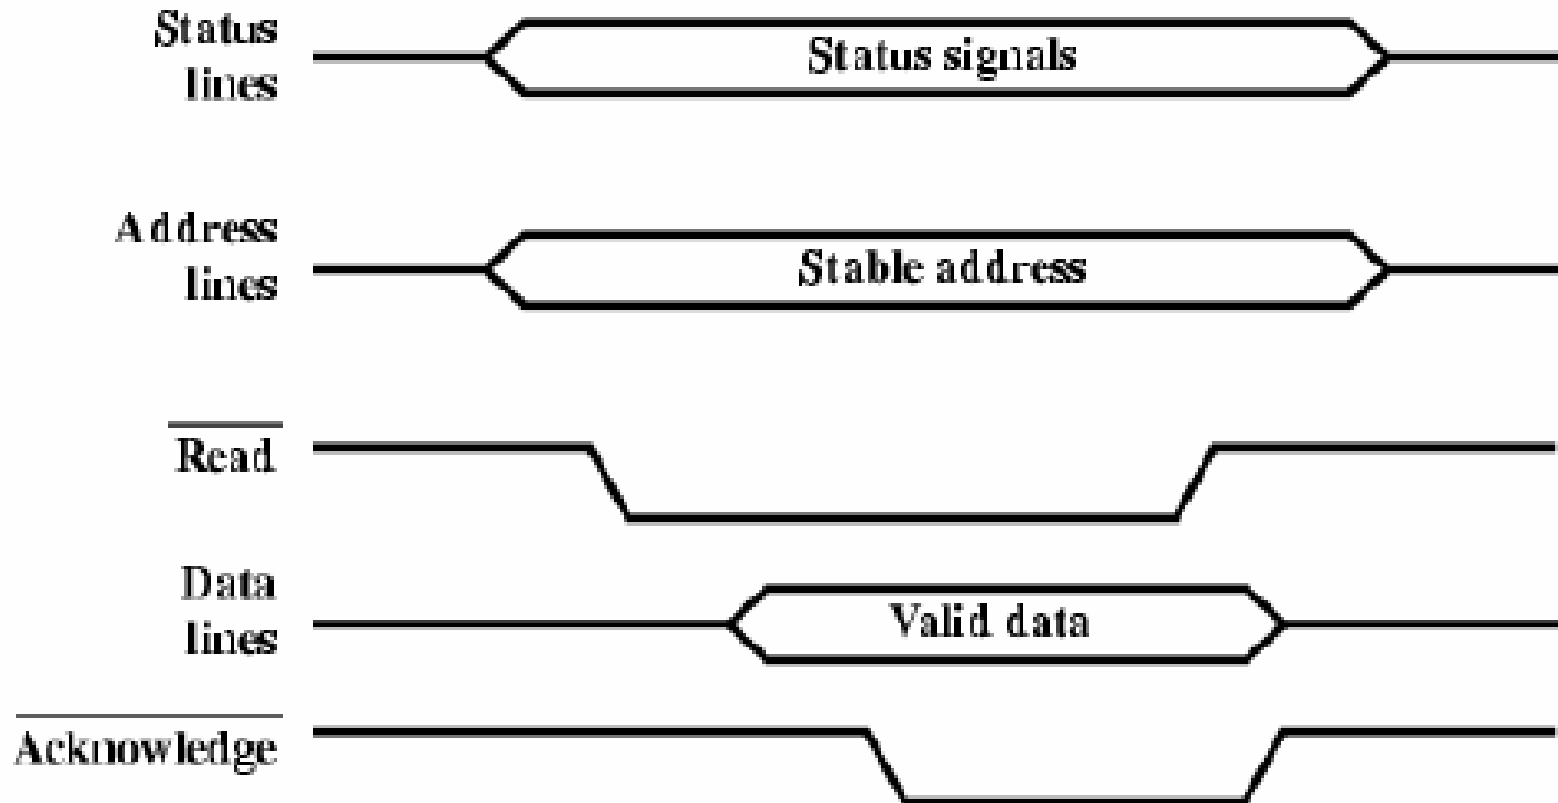 Status
lines
Status signals
Address
lines
Stable address
Read
Data
lines
Valid data
Acknowledge